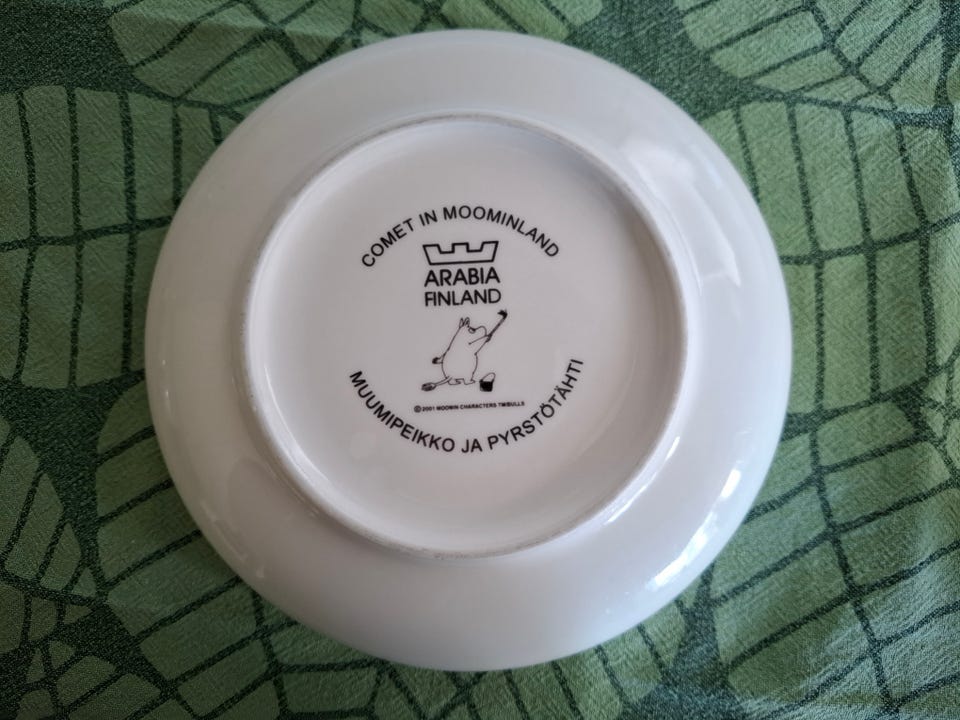 COMET IN MOOMINLAND
ARABIA
FINLAND
©2001 MOOMIN CHARACTERS TM/BULLS
MUUMIPEIKKO JA PYRSTÖTÄHTI